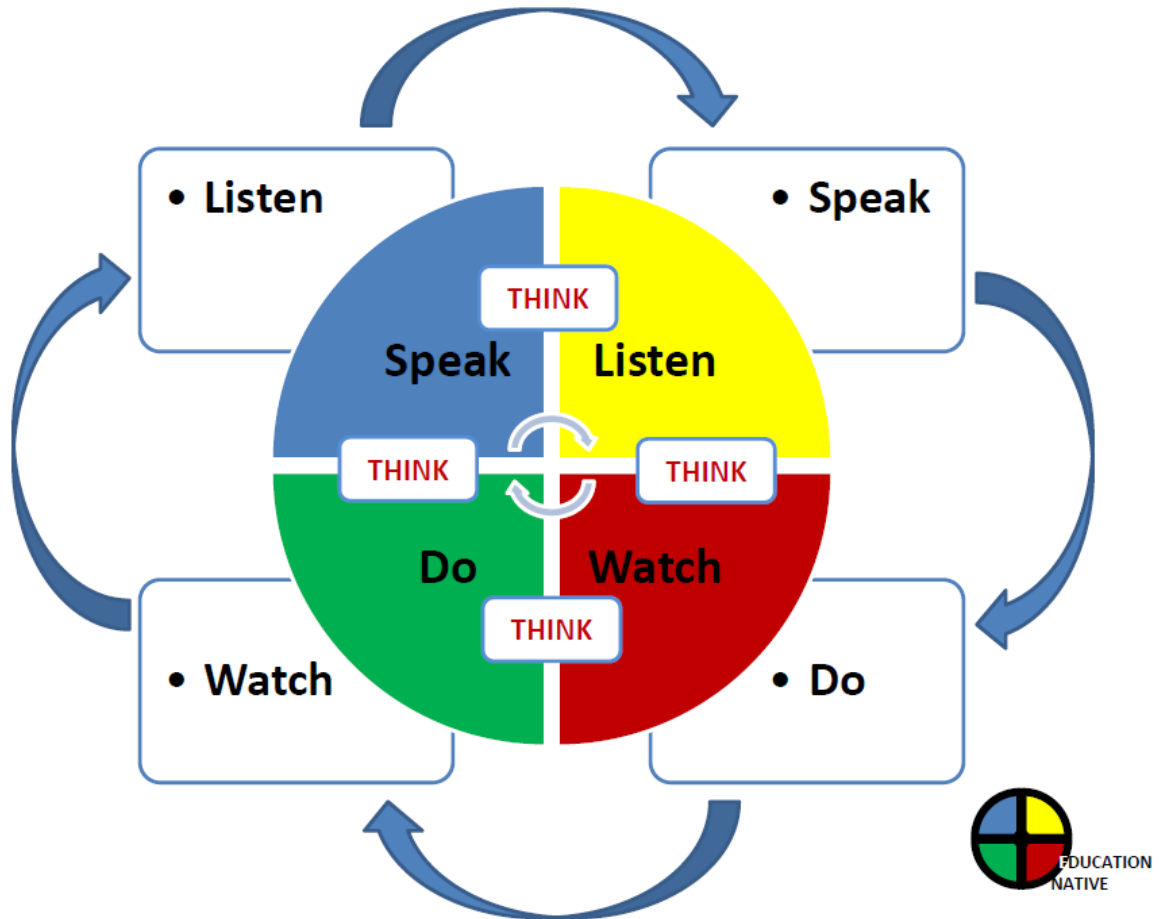 • Listen
• Speak
THINK
Speak
Listen
THINK
THINK
Do
Watch
THINK
• Watch
• Do
EDUCATION
NATIVE